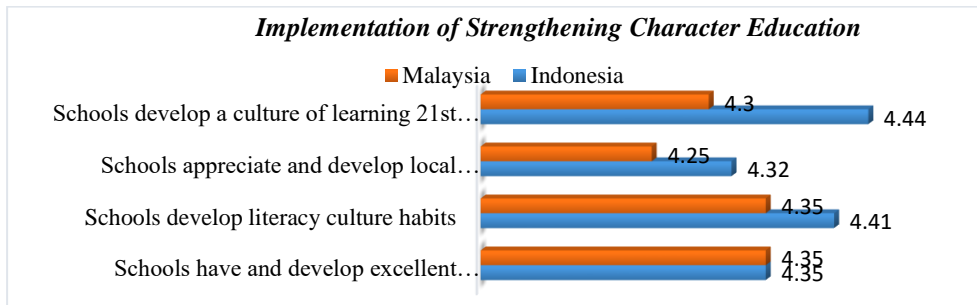 Implementation of Strengthening Character Education
Malaysia Indonesia
Schools develop a culture of learning 21st…
4.3
4.44
Schools appreciate and develop local…
4.25
4.32
Schools develop literacy culture habits
4.35
4.41
Schools have and develop excellent…
4.35
4.35